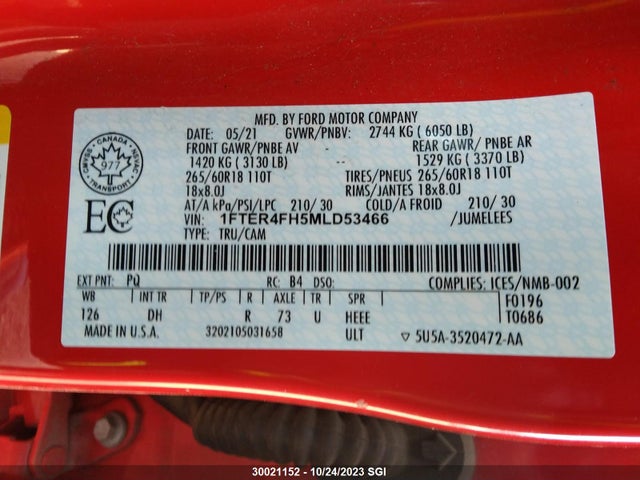 MFD. BY FORD MOTOR COMPANY
DATE: 05/21 GVWR/PNBV: 2744 KG ( 6050 LB)
FRONT GAWR/ PNBE AV REAR GAWR/ PNBE AR
1420 KG ( 3130 LB) -- 1529 KG ( 3370 LB)
265/60R18 110T TIRES/PNEUS 265/60R18 110T
18x8.0J RIMS/JANTES 18x8.0J
AT/A kPa/PSI/LPC 210/ 30 COLD/A FROID 210/ 30
VIN: 1FTER4FH5MLD53466 /JUMELEES
TYPE: TRU/CAM
CANADA
CMVSS NSVAC
977
TRANSPORT
EC
EXT PNT: PQ RC: B4 DSO: COMPLIES: ICES/NMB-002
WB INT TR TP/PS R AXLE TR SPR F0196
126 DH R 73 U HEEE T0686
MADE IN U.S.A. 3202105031658 ULT ▽ 5U5A-3520472-AA
30021152 - 10/24/2023 SGI